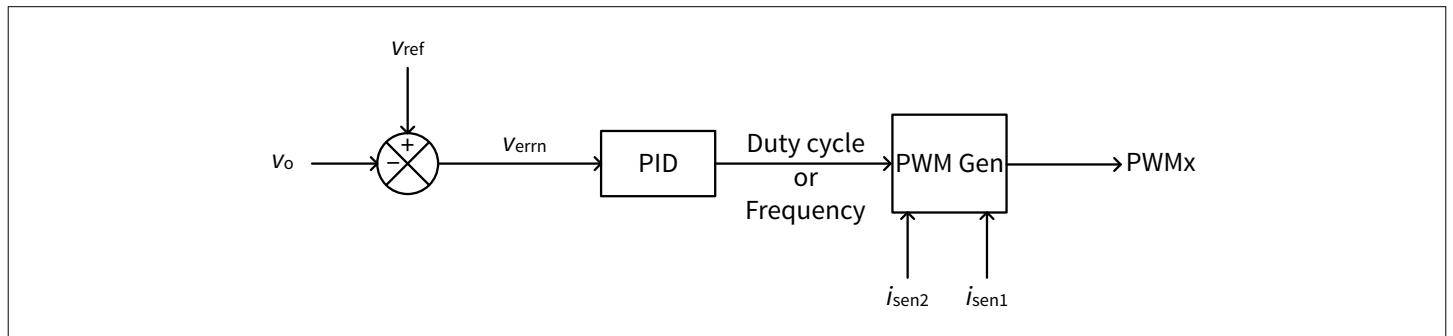 vref
+
−
vo
verrn
PID
Duty cycle
or
Frequency
PWM Gen
PWMx
isen2
isen1